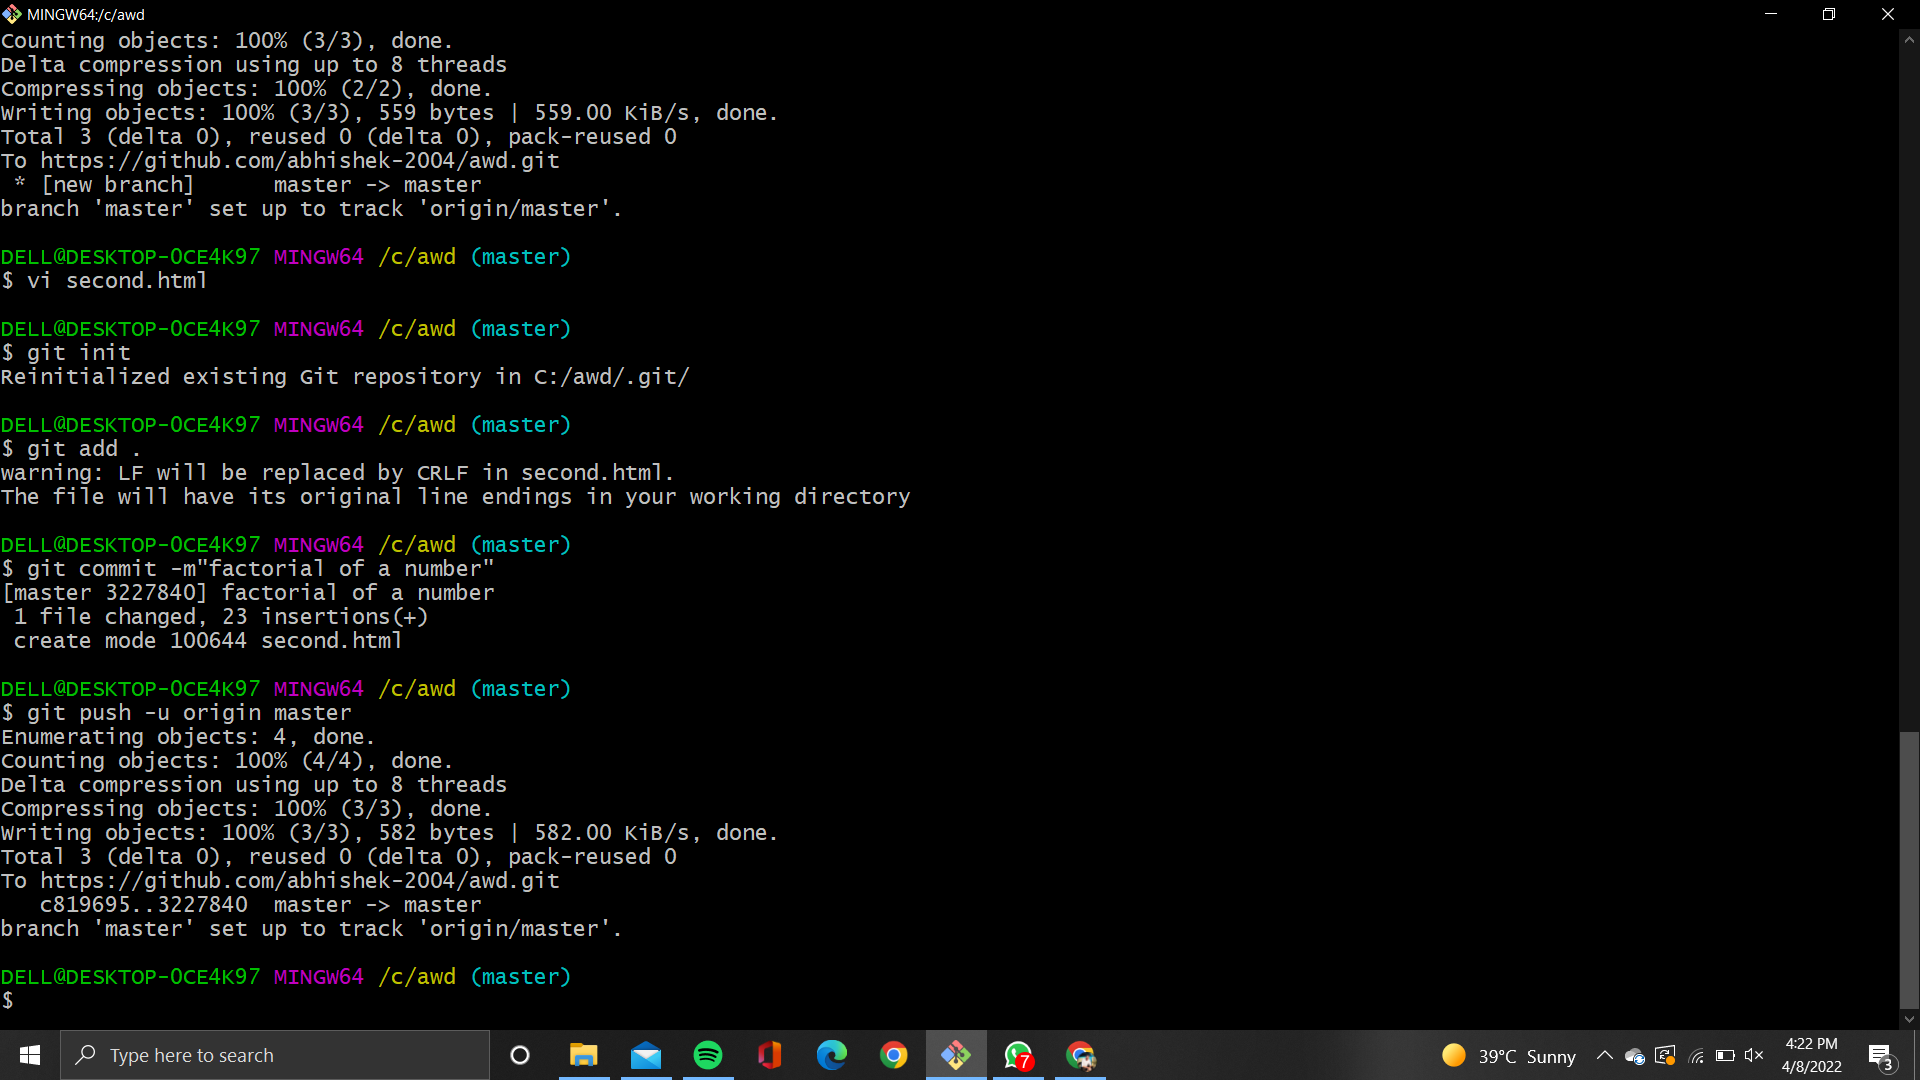 MINGW64:/c/awd
Counting objects: 100% (3/3), done.
Delta compression using up to 8 threads
Compressing objects: 100% (2/2), done.
Writing objects: 100% (3/3), 559 bytes | 559.00 KiB/s, done.
Total 3 (delta 0), reused 0 (delta 0), pack-reused 0
To https://github.com/abhishek-2004/awd.git
 * [new branch]      master -> master
branch 'master' set up to track 'origin/master'.

DELL@DESKTOP-OCE4K97 MINGW64 /c/awd (master)
$ vi second.html

DELL@DESKTOP-OCE4K97 MINGW64 /c/awd (master)
$ git init
Reinitialized existing Git repository in C:/awd/.git/

DELL@DESKTOP-OCE4K97 MINGW64 /c/awd (master)
$ git add .
warning: LF will be replaced by CRLF in second.html.
The file will have its original line endings in your working directory

DELL@DESKTOP-OCE4K97 MINGW64 /c/awd (master)
$ git commit -m"factorial of a number"
[master 3227840] factorial of a number
 1 file changed, 23 insertions(+)
 create mode 100644 second.html

DELL@DESKTOP-OCE4K97 MINGW64 /c/awd (master)
$ git push -u origin master
Enumerating objects: 4, done.
Counting objects: 100% (4/4), done.
Delta compression using up to 8 threads
Compressing objects: 100% (3/3), done.
Writing objects: 100% (3/3), 582 bytes | 582.00 KiB/s, done.
Total 3 (delta 0), reused 0 (delta 0), pack-reused 0
To https://github.com/abhishek-2004/awd.git
   c819695..3227840  master -> master
branch 'master' set up to track 'origin/master'.

DELL@DESKTOP-OCE4K97 MINGW64 /c/awd (master)
$
Type here to search
7
39°C Sunny
4:22 PM
4/8/2022
3